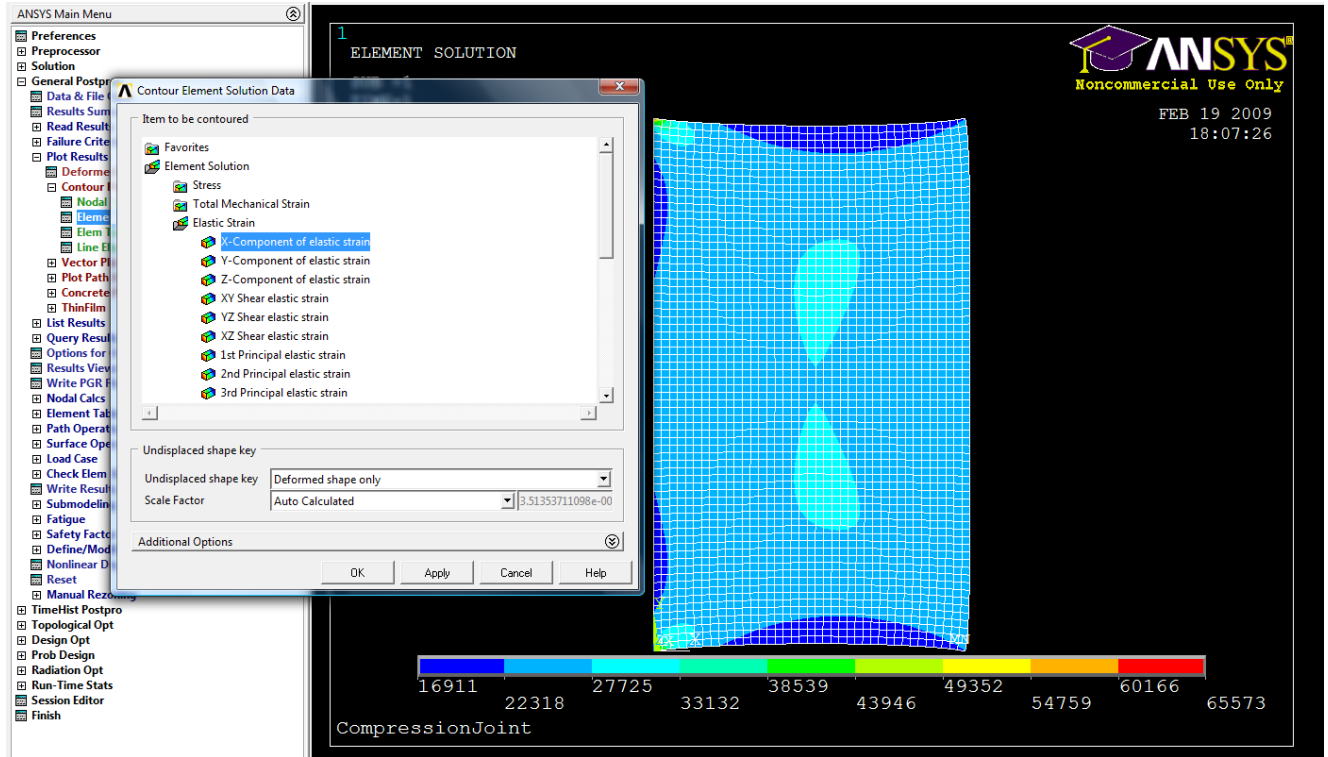 ANSYS Main Menu
Preferences
Preprocessor
Solution
General Postpr
Data & File
Results Sum
Read Result
Failure Crite
Plot Results
Deforme
Contour
Nodal
Eleme
Elem T
Line El
Vector Pl
Plot Path
Concrete
ThinFilm
List Results
Query Resul
Options for
Results View
Write PGR F
Nodal Calcs
Element Tab
Path Operat
Surface Ope
Load Case
Check Elem
Write Result
Submodelin
Fatigue
Safety Facto
Define/Mod
Nonlinear D
Reset
Manual Rezoning
TimeHist Postpro
Topological Opt
Design Opt
Prob Design
Radiation Opt
Run-Time Stats
Session Editor
Finish
Contour Element Solution Data
Item to be contoured
Favorites
Element Solution
Stress
Total Mechanical Strain
Elastic Strain
X-Component of elastic strain
Y-Component of elastic strain
Z-Component of elastic strain
XY Shear elastic strain
YZ Shear elastic strain
XZ Shear elastic strain
1st Principal elastic strain
2nd Principal elastic strain
3rd Principal elastic strain
Undisplaced shape key
Undisplaced shape key Deformed shape only
Scale Factor Auto Calculated 3.51353711098e-00
Additional Options
OK Apply Cancel Help
1
ELEMENT SOLUTION
ANSYS
Noncommercial Use Only
FEB 19 2009
18:07:26
MN
16911 27725 38539 49352 60166
22318 33132 43946 54759 65573
CompressionJoint